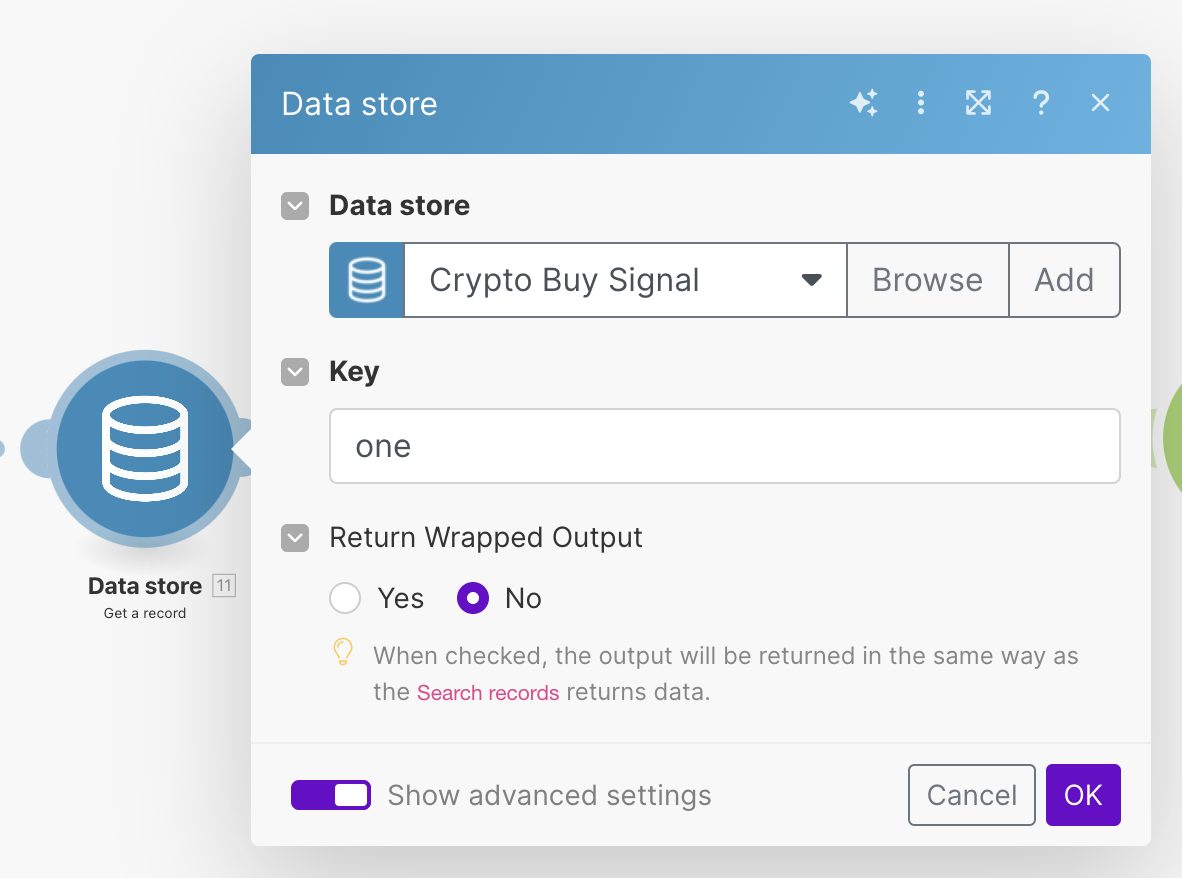 Data store
?
Data store
Crypto Buy Signal
Browse
Add
Key
one
Return Wrapped Output
Yes
No
When checked, the output will be returned in the same way as
the Search records returns data.
Data store 11
Get a record
Show advanced settings
Cancel
OK